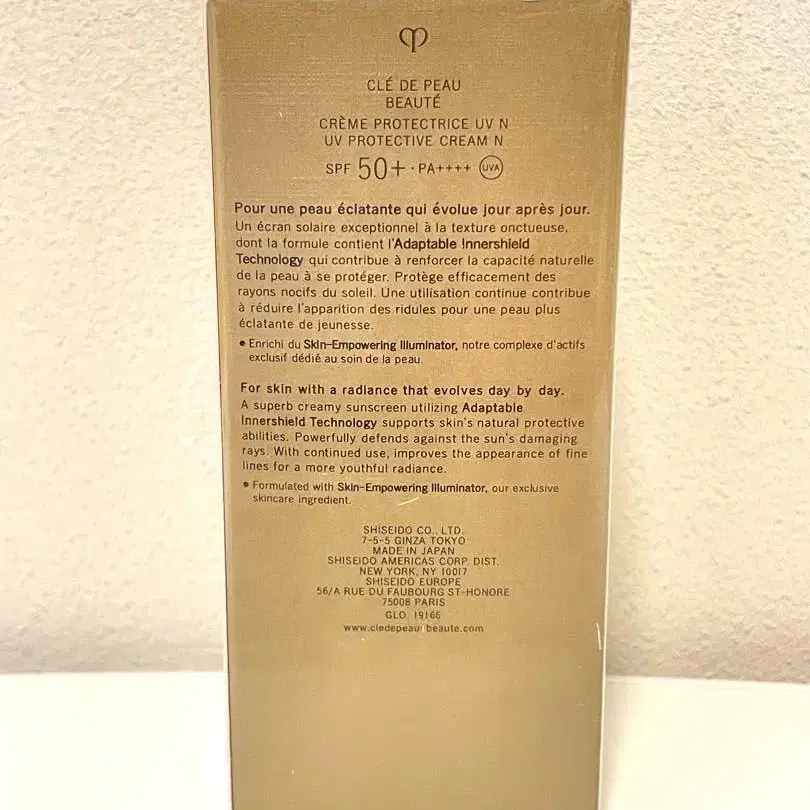 CLÉ DE PEAU
BEAUTÉ
CRÈME PROTECTRICE UV N
UV PROTECTIVE CREAM N
SPF 50+·PA++++ UVA
Pour une peau éclatante qui évolue jour après jour.
Un écran solaire exceptionnel à la texture onctueuse,
dont la formule contient l'Adaptable Innershield
Technology qui contribue à renforcer la capacité naturelle
de la peau à se protéger. Protège efficacement des
rayons nocifs du soleil. Une utilisation continue contribue
à réduire l'apparition des ridules pour une peau plus
éclatante de jeunesse.
• Enrichi du Skin-Empowering Illuminator, notre complexe d'actifs
exclusif dédié au soin de la peau.
For skin with a radiance that evolves day by day.
A superb creamy sunscreen utilizing Adaptable
Innershield Technology supports skin's natural protective
abilities. Powerfully defends against the sun's damaging
rays. With continued use, improves the appearance of fine
lines for a more youthful radiance.
• Formulated with Skin-Empowering Illuminator, our exclusive
skincare ingredient.
SHISEIDO CO., LTD.
7-5-5 GINZA TOKYO
MADE IN JAPAN
SHISEIDO AMERICAS CORP. DIST.
NEW YORK, NY 10017
SHISEIDO EUROPE
56/A RUE DU FAUBOURG ST-HONORE
75008 PARIS
GLO. 19166
www.cledepeau-beaute.com